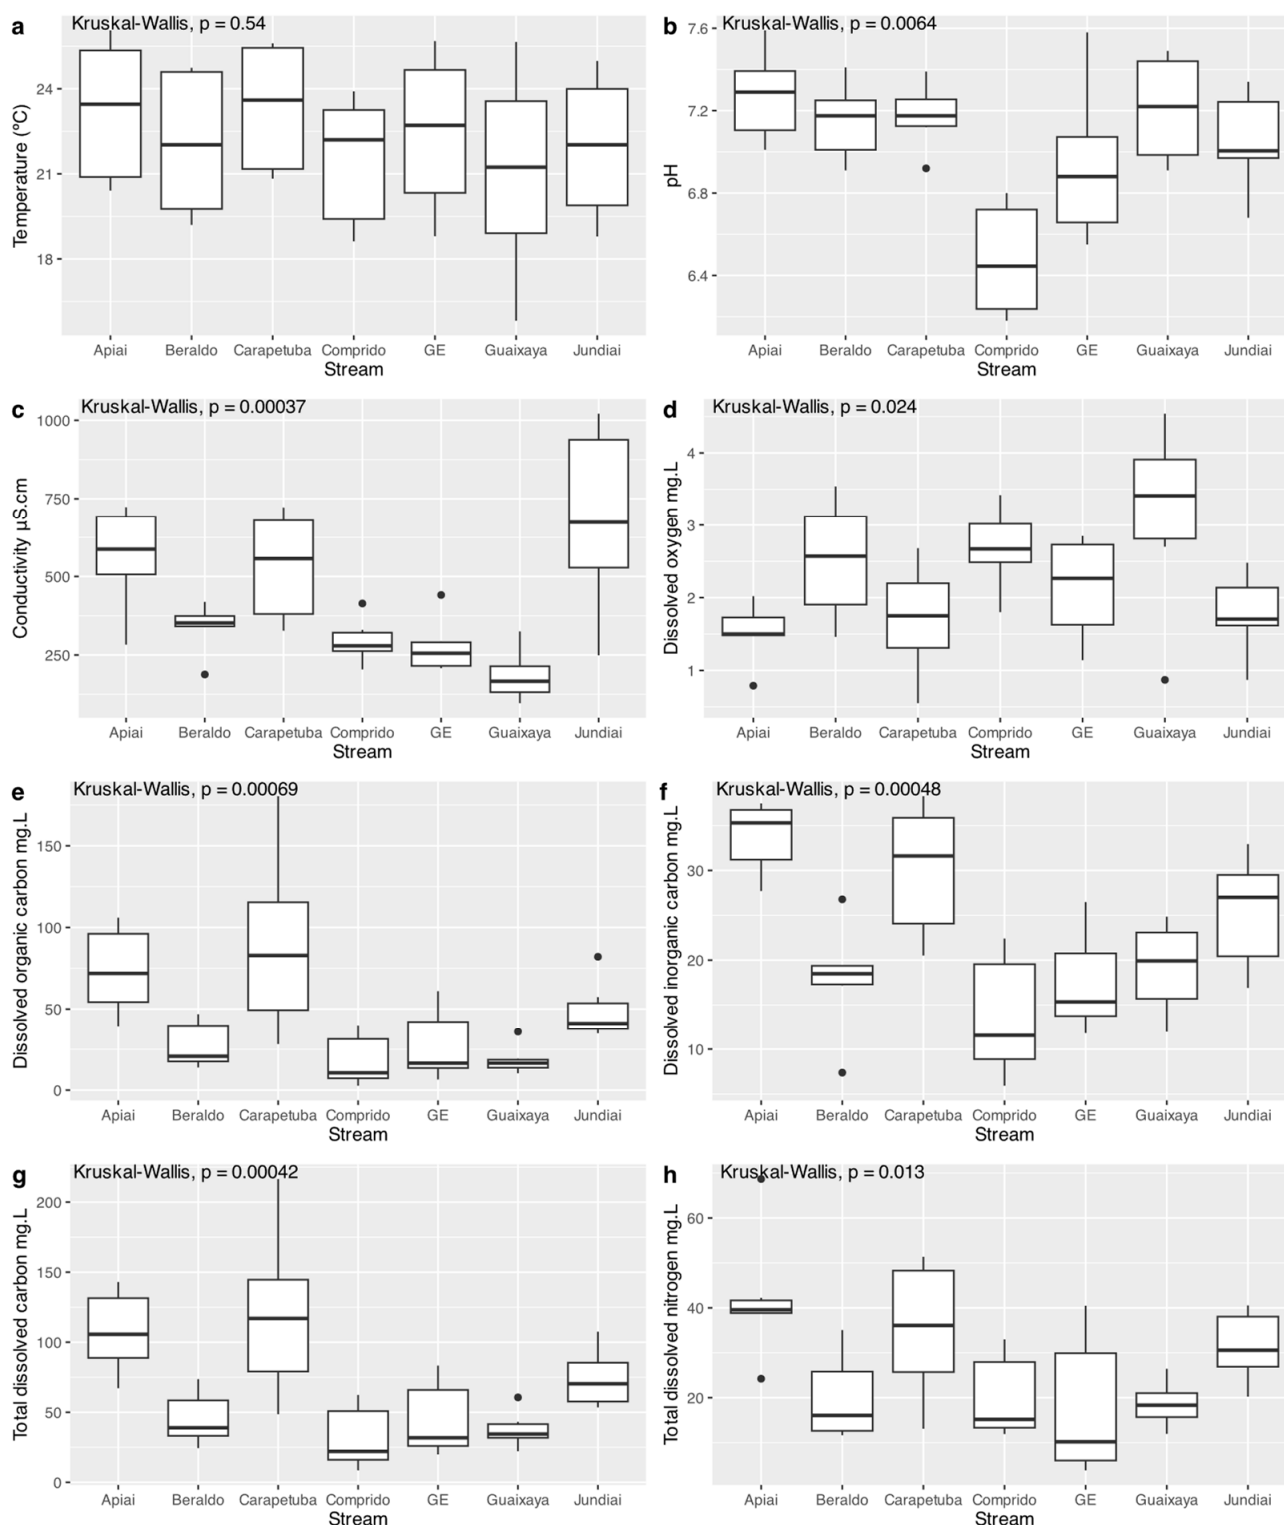 a
Kruskal-Wallis, p = 0.54
Temperature (°C)
24
21
18
Apiai Beraldo Carapetuba Comprido GE Guaixaya Jundiai
Stream
b
Kruskal-Wallis, p = 0.0064
pH
7.6
7.2
6.8
6.4
Apiai Beraldo Carapetuba Comprido GE Guaixaya Jundiai
Stream
c
Kruskal-Wallis, p = 0.00037
Conductivity µS.cm
1000
750
500
250
Apiai Beraldo Carapetuba Comprido GE Guaixaya Jundiai
Stream
d
Kruskal-Wallis, p = 0.024
Dissolved oxygen mg.L
4
3
2
1
Apiai Beraldo Carapetuba Comprido GE Guaixaya Jundiai
Stream
e
Kruskal-Wallis, p = 0.00069
Dissolved organic carbon mg.L
150
100
50
0
Apiai Beraldo Carapetuba Comprido GE Guaixaya Jundiai
Stream
f
Kruskal-Wallis, p = 0.00048
Dissolved inorganic carbon mg.L
30
20
10
Apiai Beraldo Carapetuba Comprido GE Guaixaya Jundiai
Stream
g
Kruskal-Wallis, p = 0.00042
Total dissolved carbon mg.L
200
150
100
50
0
Apiai Beraldo Carapetuba Comprido GE Guaixaya Jundiai
Stream
h
Kruskal-Wallis, p = 0.013
Total dissolved nitrogen mg.L
60
40
20
Apiai Beraldo Carapetuba Comprido GE Guaixaya Jundiai
Stream